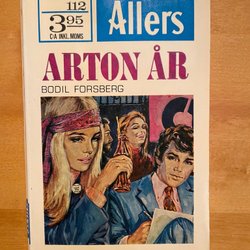 112
3.95
CA INKL. MOMS
Allers
ARTON ÅR
BODIL FORSBERG